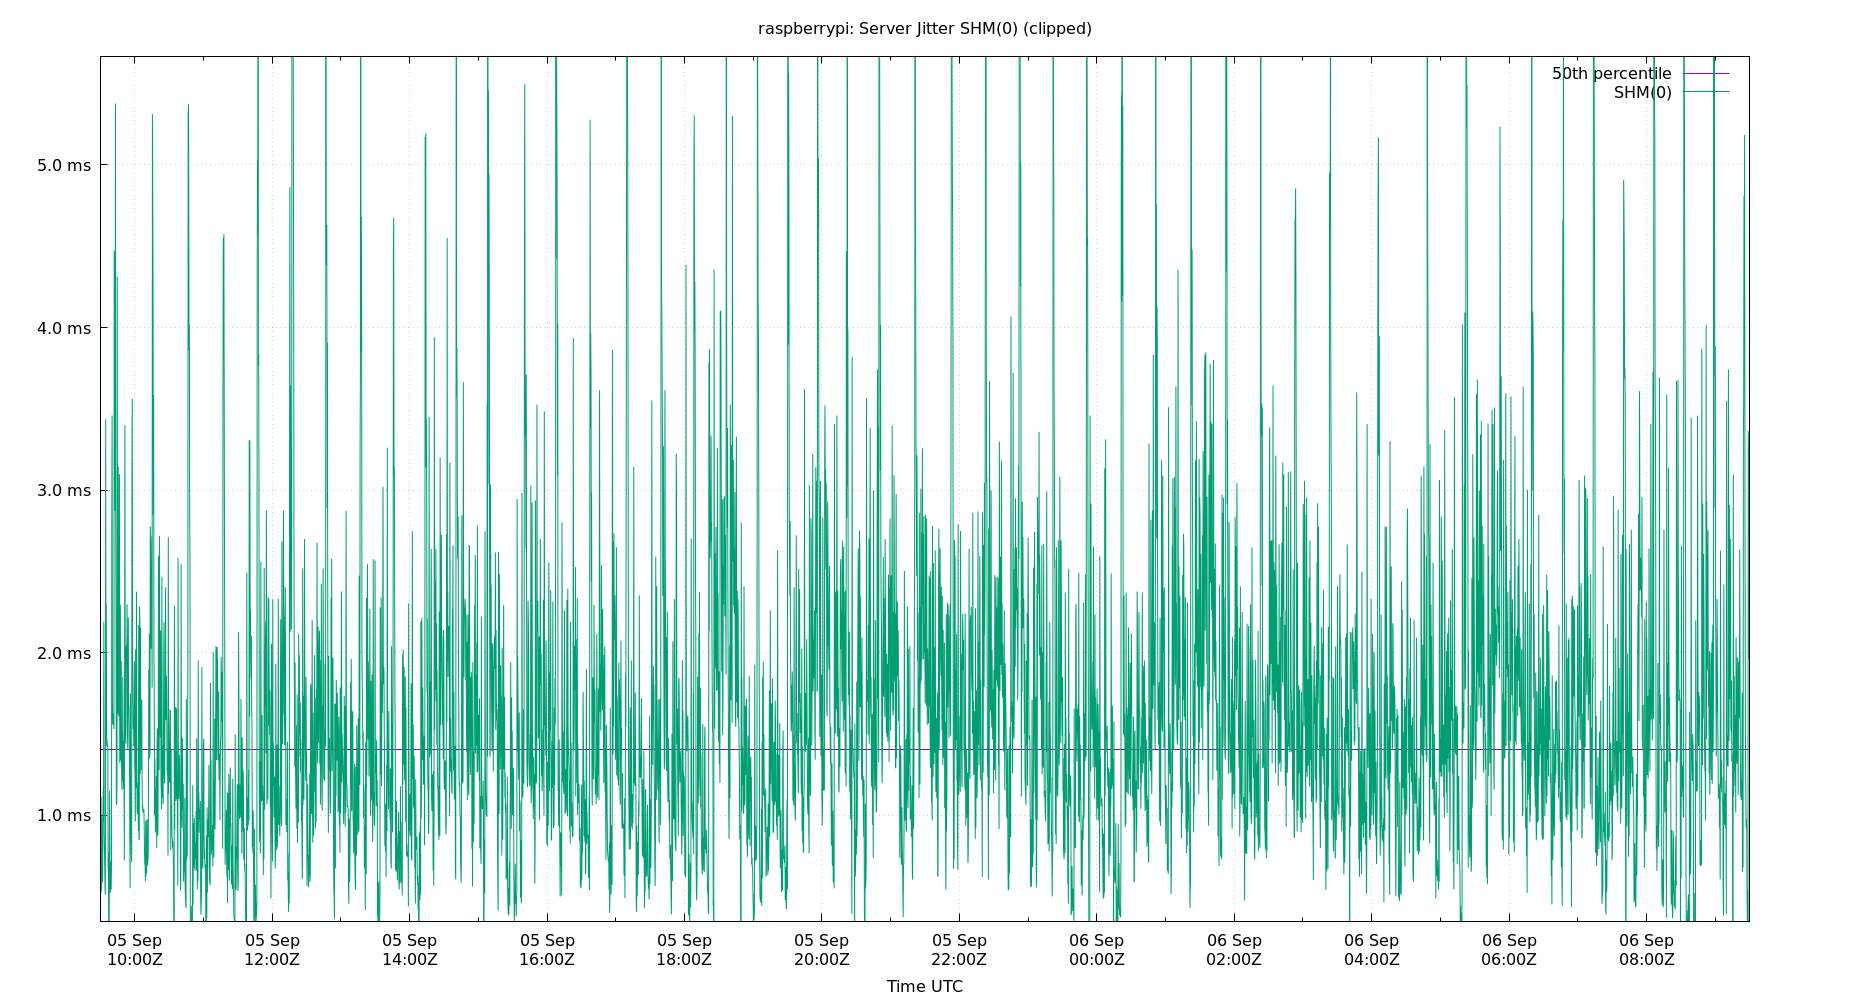 raspberrypi: Server Jitter SHM(0) (clipped)
50th percentile
SHM(0)
5.0 ms
4.0 ms
3.0 ms
2.0 ms
1.0 ms
05 Sep 05 Sep 05 Sep 05 Sep 05 Sep 05 Sep 05 Sep 06 Sep 06 Sep 06 Sep 06 Sep 06 Sep
10:00Z 12:00Z 14:00Z 16:00Z 18:00Z 20:00Z 22:00Z 00:00Z 02:00Z 04:00Z 06:00Z 08:00Z
Time UTC